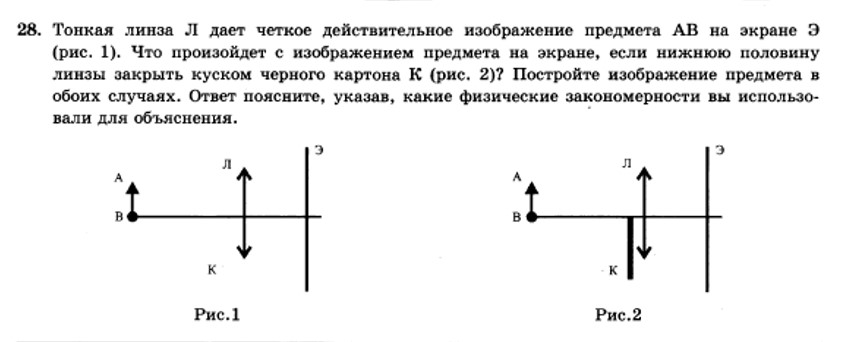 28. Тонкая линза Л дает четкое действительное изображение предмета АВ на экране Э
(рис. 1). Что произойдет с изображением предмета на экране, если нижнюю половину
линзы закрыть куском черного картона К (рис. 2)? Постройте изображение предмета в
обоих случаях. Ответ поясните, указав, какие физические закономерности вы использо-
вали для объяснения.
Э
Л
А
В
К
Рис.1
Э
Л
А
В
К
Рис.2